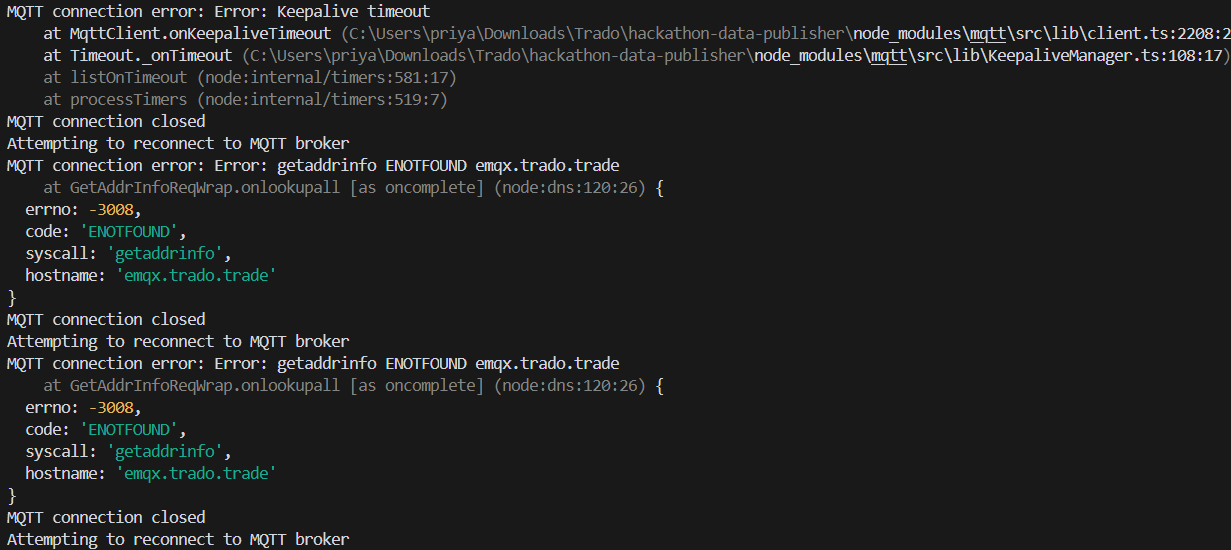 MQTT connection error: Error: Keepalive timeout
    at MqttClient.onKeepaliveTimeout (C:\Users\priya\Downloads\Trado\hackathon-data-publisher\node_modules\mqtt\src\lib\client.ts:2208:2
    at Timeout._onTimeout (C:\Users\priya\Downloads\Trado\hackathon-data-publisher\node_modules\mqtt\src\lib\KeepaliveManager.ts:108:17)
    at listOnTimeout (node:internal/timers:581:17)
    at processTimers (node:internal/timers:519:7)
MQTT connection closed
Attempting to reconnect to MQTT broker
MQTT connection error: Error: getaddrinfo ENOTFOUND emqx.trado.trade
    at GetAddrInfoReqWrap.onlookupall [as oncomplete] (node:dns:120:26) {
  errno: -3008,
  code: 'ENOTFOUND',
  syscall: 'getaddrinfo',
  hostname: 'emqx.trado.trade'
}
MQTT connection closed
Attempting to reconnect to MQTT broker
MQTT connection error: Error: getaddrinfo ENOTFOUND emqx.trado.trade
    at GetAddrInfoReqWrap.onlookupall [as oncomplete] (node:dns:120:26) {
  errno: -3008,
  code: 'ENOTFOUND',
  syscall: 'getaddrinfo',
  hostname: 'emqx.trado.trade'
}
MQTT connection closed
Attempting to reconnect to MQTT broker